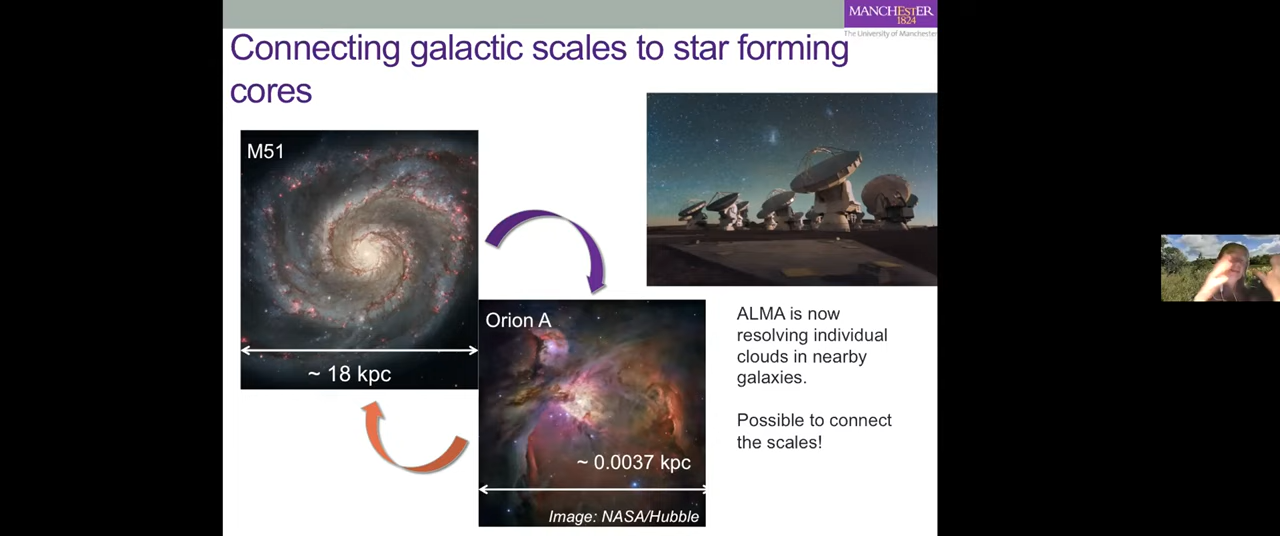 MANCHESTER
1824
The University of Manchester
Connecting galactic scales to star forming
cores
M51
~ 18 kpc
Orion A
~ 0.0037 kpc
Image: NASA/Hubble
ALMA is now
resolving individual
clouds in nearby
galaxies.
Possible to connect
the scales!